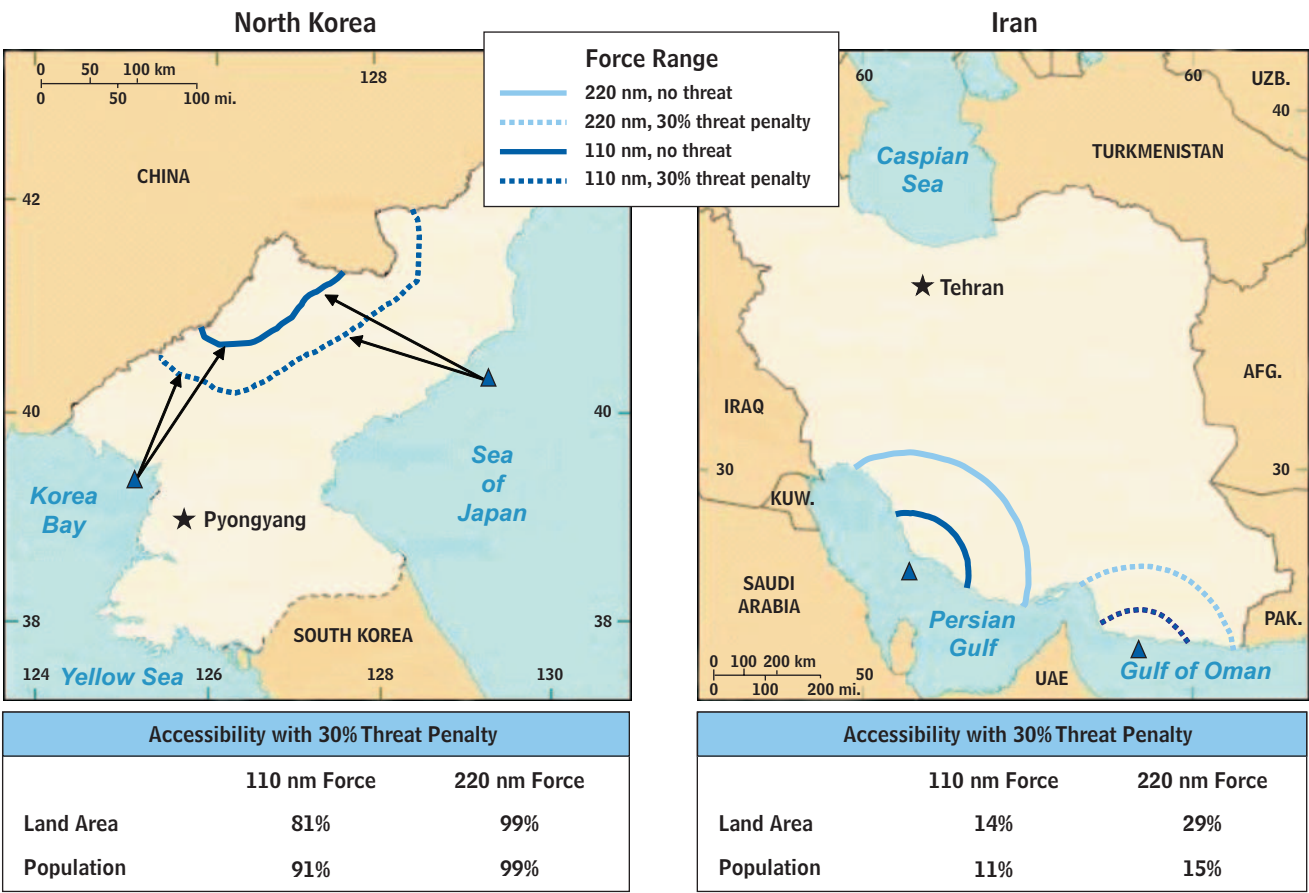 North Korea
Iran
Force Range
220 nm, no threat
220 nm, 30% threat penalty
110 nm, no threat
110 nm, 30% threat penalty
0 50 100 km
0 50 100 mi.
128
CHINA
42
40
40
Korea
Bay
Pyongyang
Sea
of
Japan
38
38
SOUTH KOREA
124
Yellow Sea
126
128
130
60
60
UZB.
40
Caspian
Sea
TURKMENISTAN
Tehran
AFG.
IRAQ
30
30
KUW.
SAUDI
ARABIA
Persian
Gulf
PAK.
0 100 200 km
50
0 100 200 mi.
UAE
Gulf of Oman
Accessibility with 30% Threat Penalty
110 nm Force 220 nm Force
Land Area 81% 99%
Population 91% 99%
Accessibility with 30% Threat Penalty
110 nm Force 220 nm Force
Land Area 14% 29%
Population 11% 15%